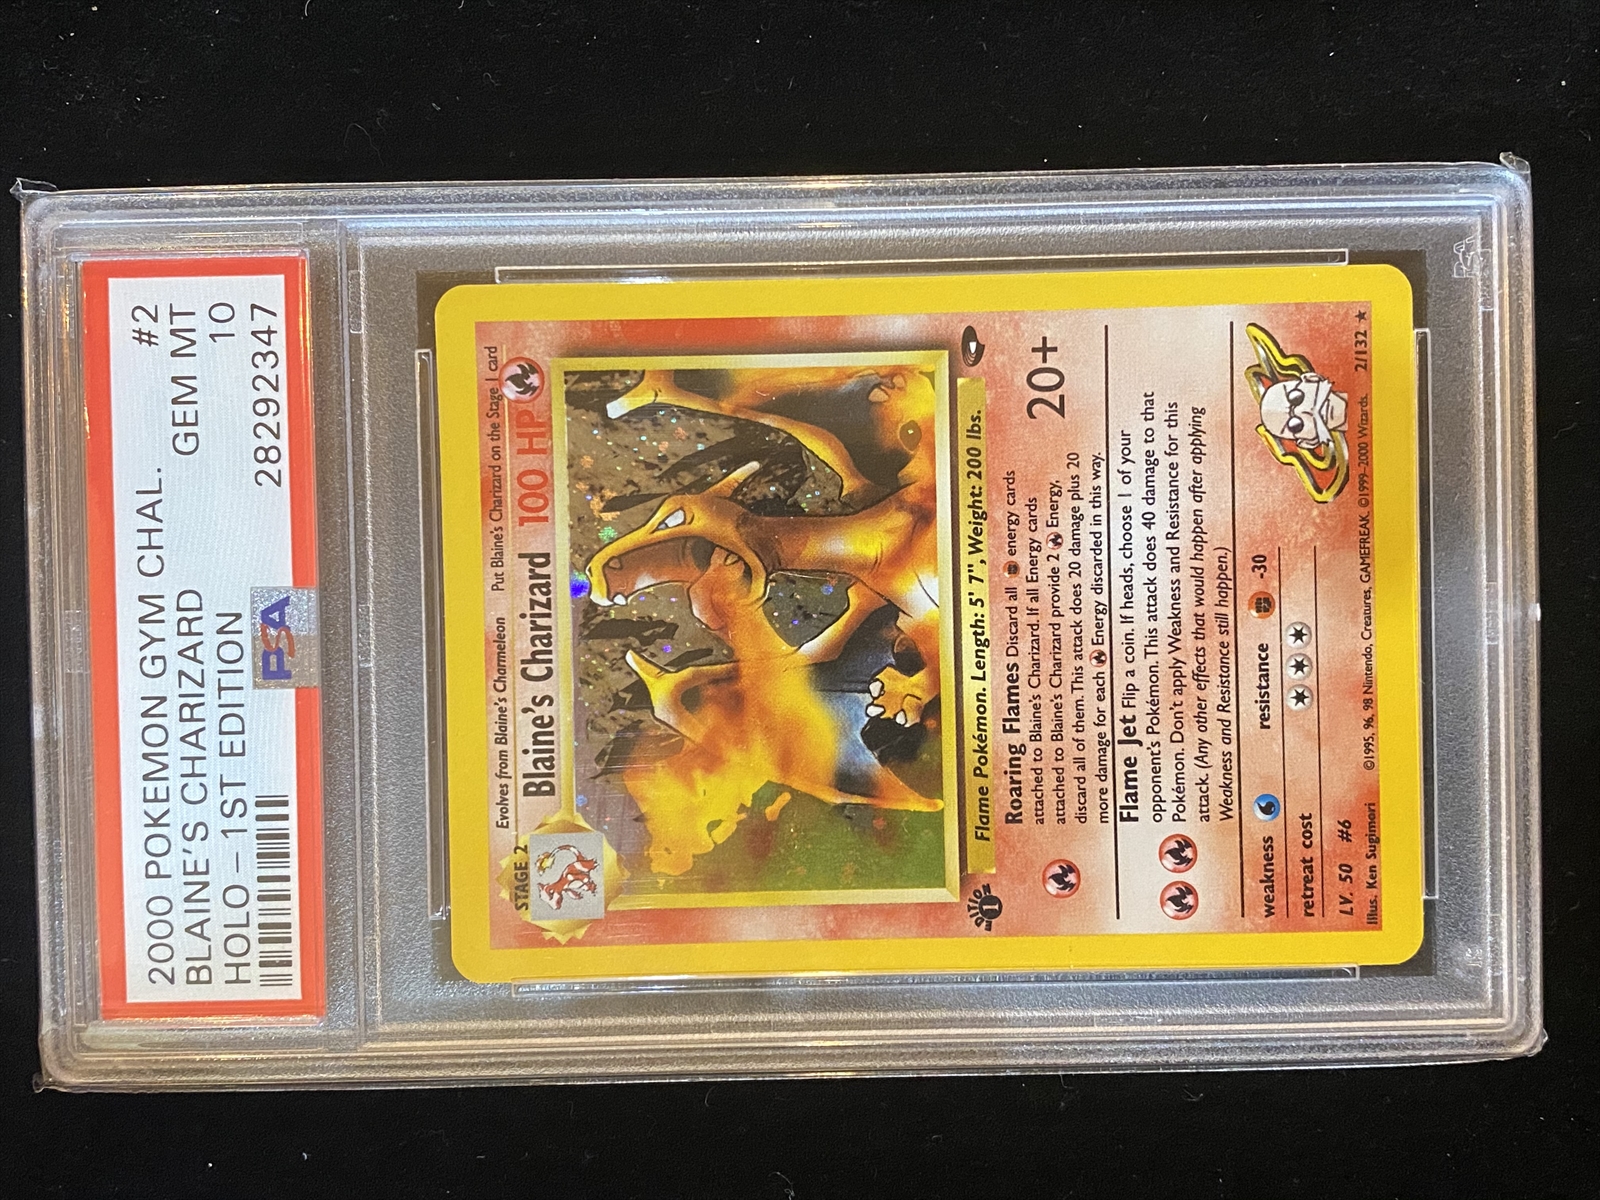 2000 POKEMON GYM CHAL. #2
BLAINE'S CHARIZARD GEM MT
HOLO - 1ST EDITION 10
28292347
PSA
Evolves from Blaine's Charmeleon Put Blaine's Charizard on the Stage 1 card
STAGE 2
Blaine's Charizard 100 HP
Flame Pokémon. Length: 5' 7", Weight: 200 lbs.
EDITION 1
Roaring Flames Discard all energy cards
attached to Blaine's Charizard. If all Energy cards
attached to Blaine's Charizard provide 2 Energy,
discard all of them. This attack does 20 damage plus 20
more damage for each Energy discarded in this way.
20+
Flame Jet Flip a coin. If heads, choose 1 of your
opponent's Pokémon. This attack does 40 damage to that
Pokémon. Don't apply Weakness and Resistance for this
attack. (Any other effects that would happen after applying
Weakness and Resistance still happen.)
weakness resistance -30
retreat cost
LV. 50 #6
Illus. Ken Sugimori ©1995, 96, 98 Nintendo, Creatures, GAMEFREAK. ©1999-2000 Wizards. 2/132 ★